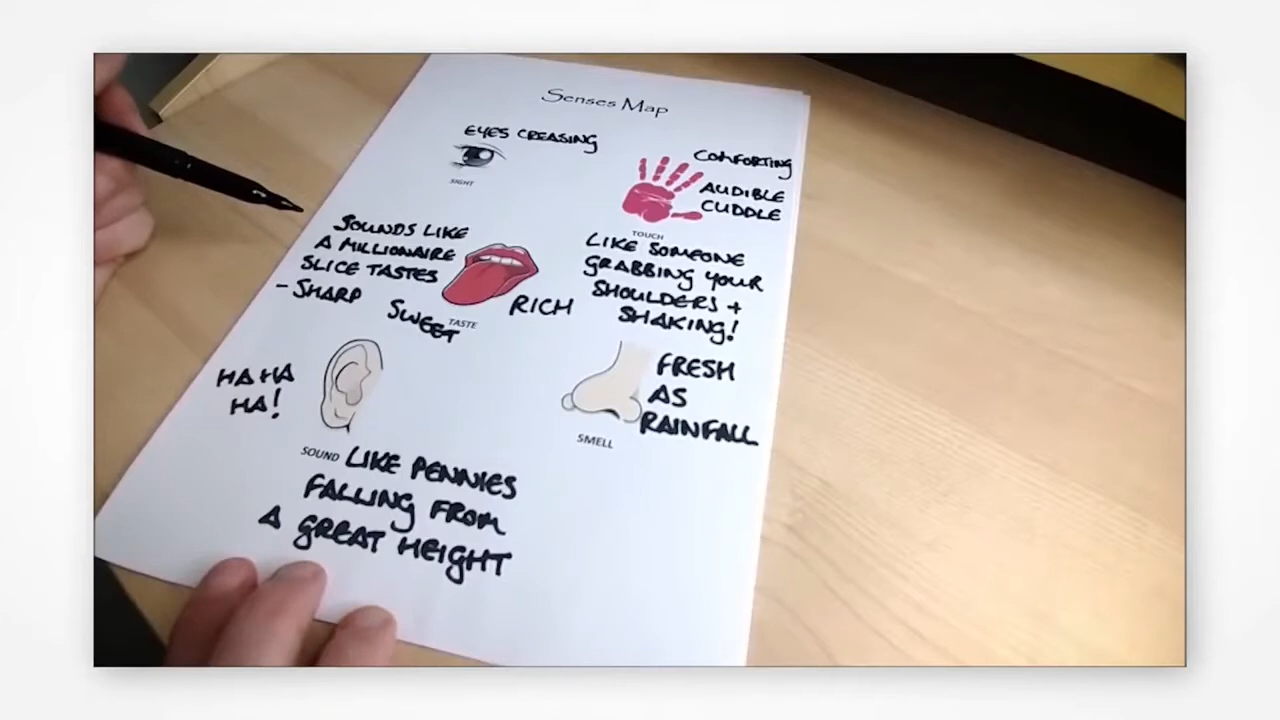 Senses Map
EYES CREASING
SIGHT
COMFORTING
AUDIBLE
CUDDLE
TOUCH
LIKE SOMEONE
GRABBING YOUR
SHOULDERS +
SHAKING!
SOUNDS LIKE
A MILLIONAIRE
SLICE TASTES
- SHARP
SWEET
RICH
TASTE
HA HA
HA!
SOUND
LIKE PENNIES
FALLING FROM
A GREAT HEIGHT
FRESH
AS
RAINFALL
SMELL